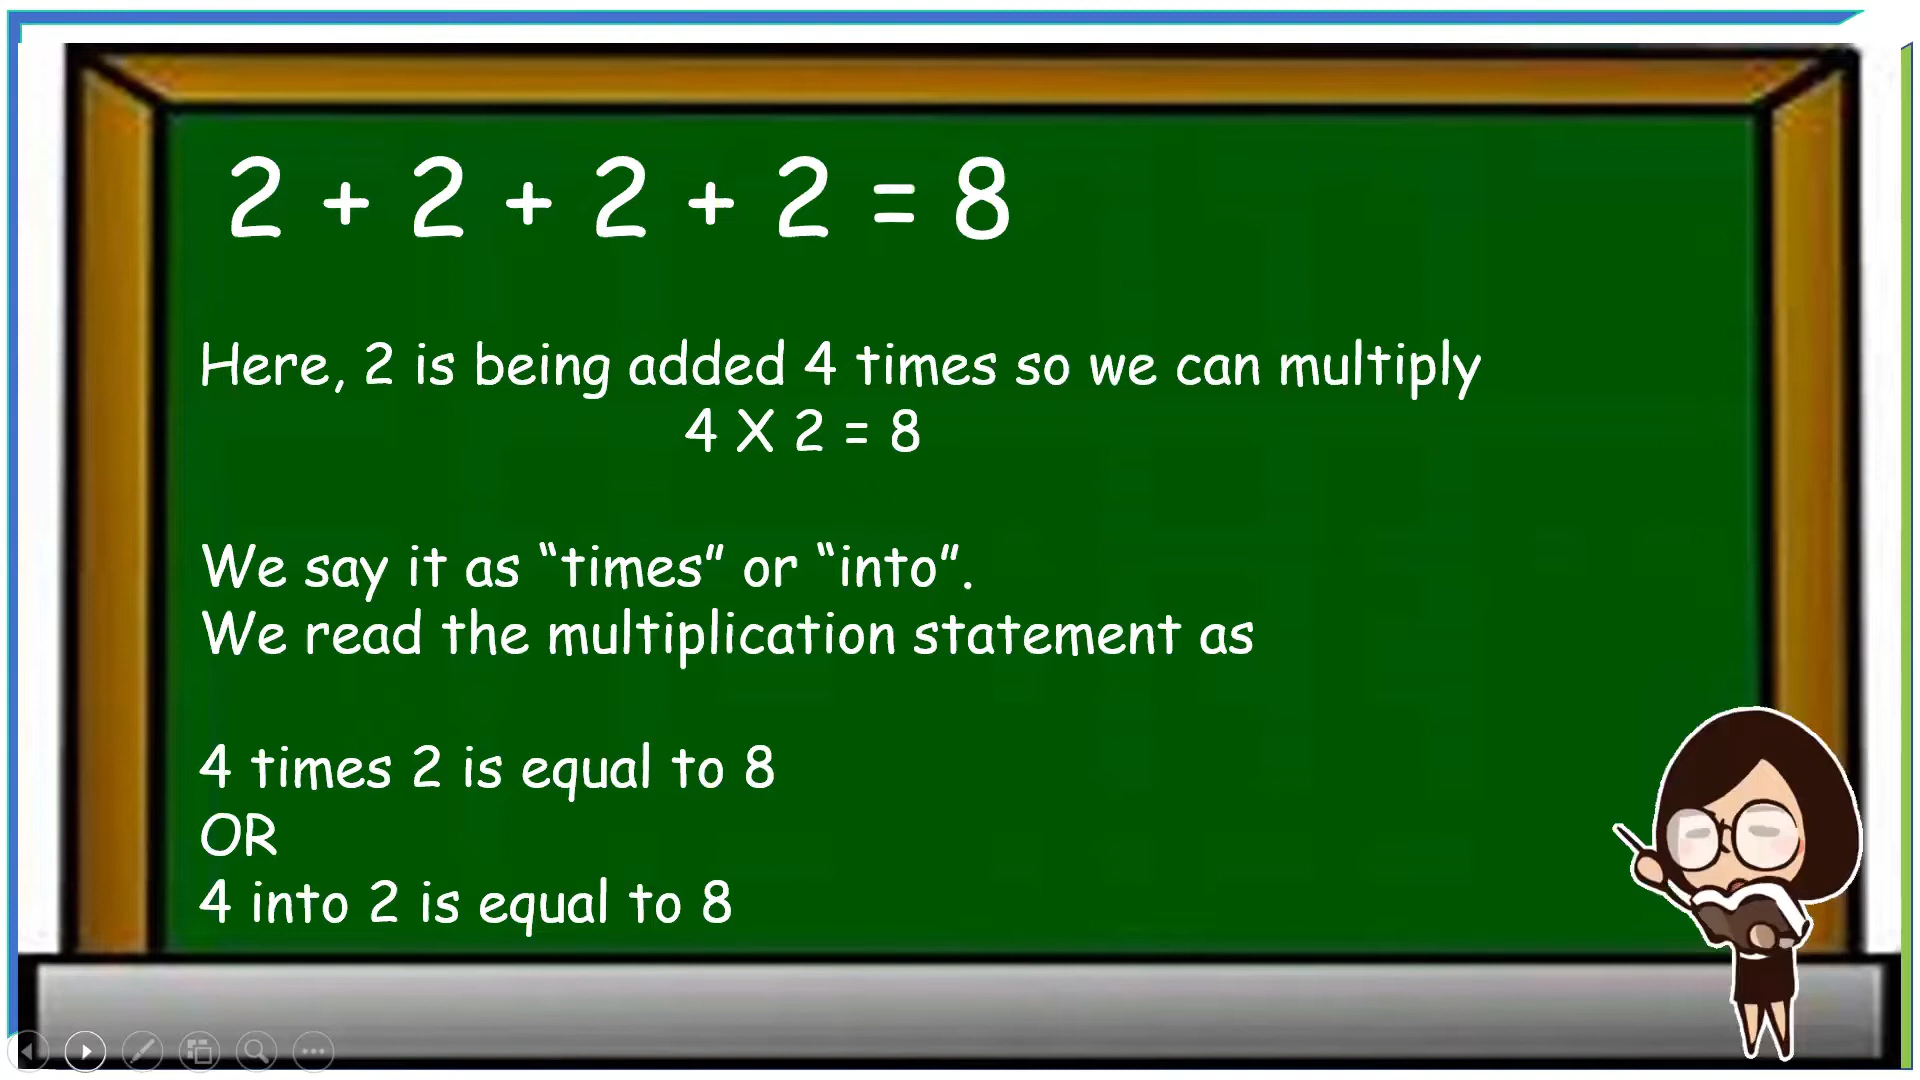 2 + 2 + 2 + 2 = 8
Here, 2 is being added 4 times so we can multiply
4 X 2 = 8
We say it as “times” or “into”.
We read the multiplication statement as
4 times 2 is equal to 8
OR
4 into 2 is equal to 8